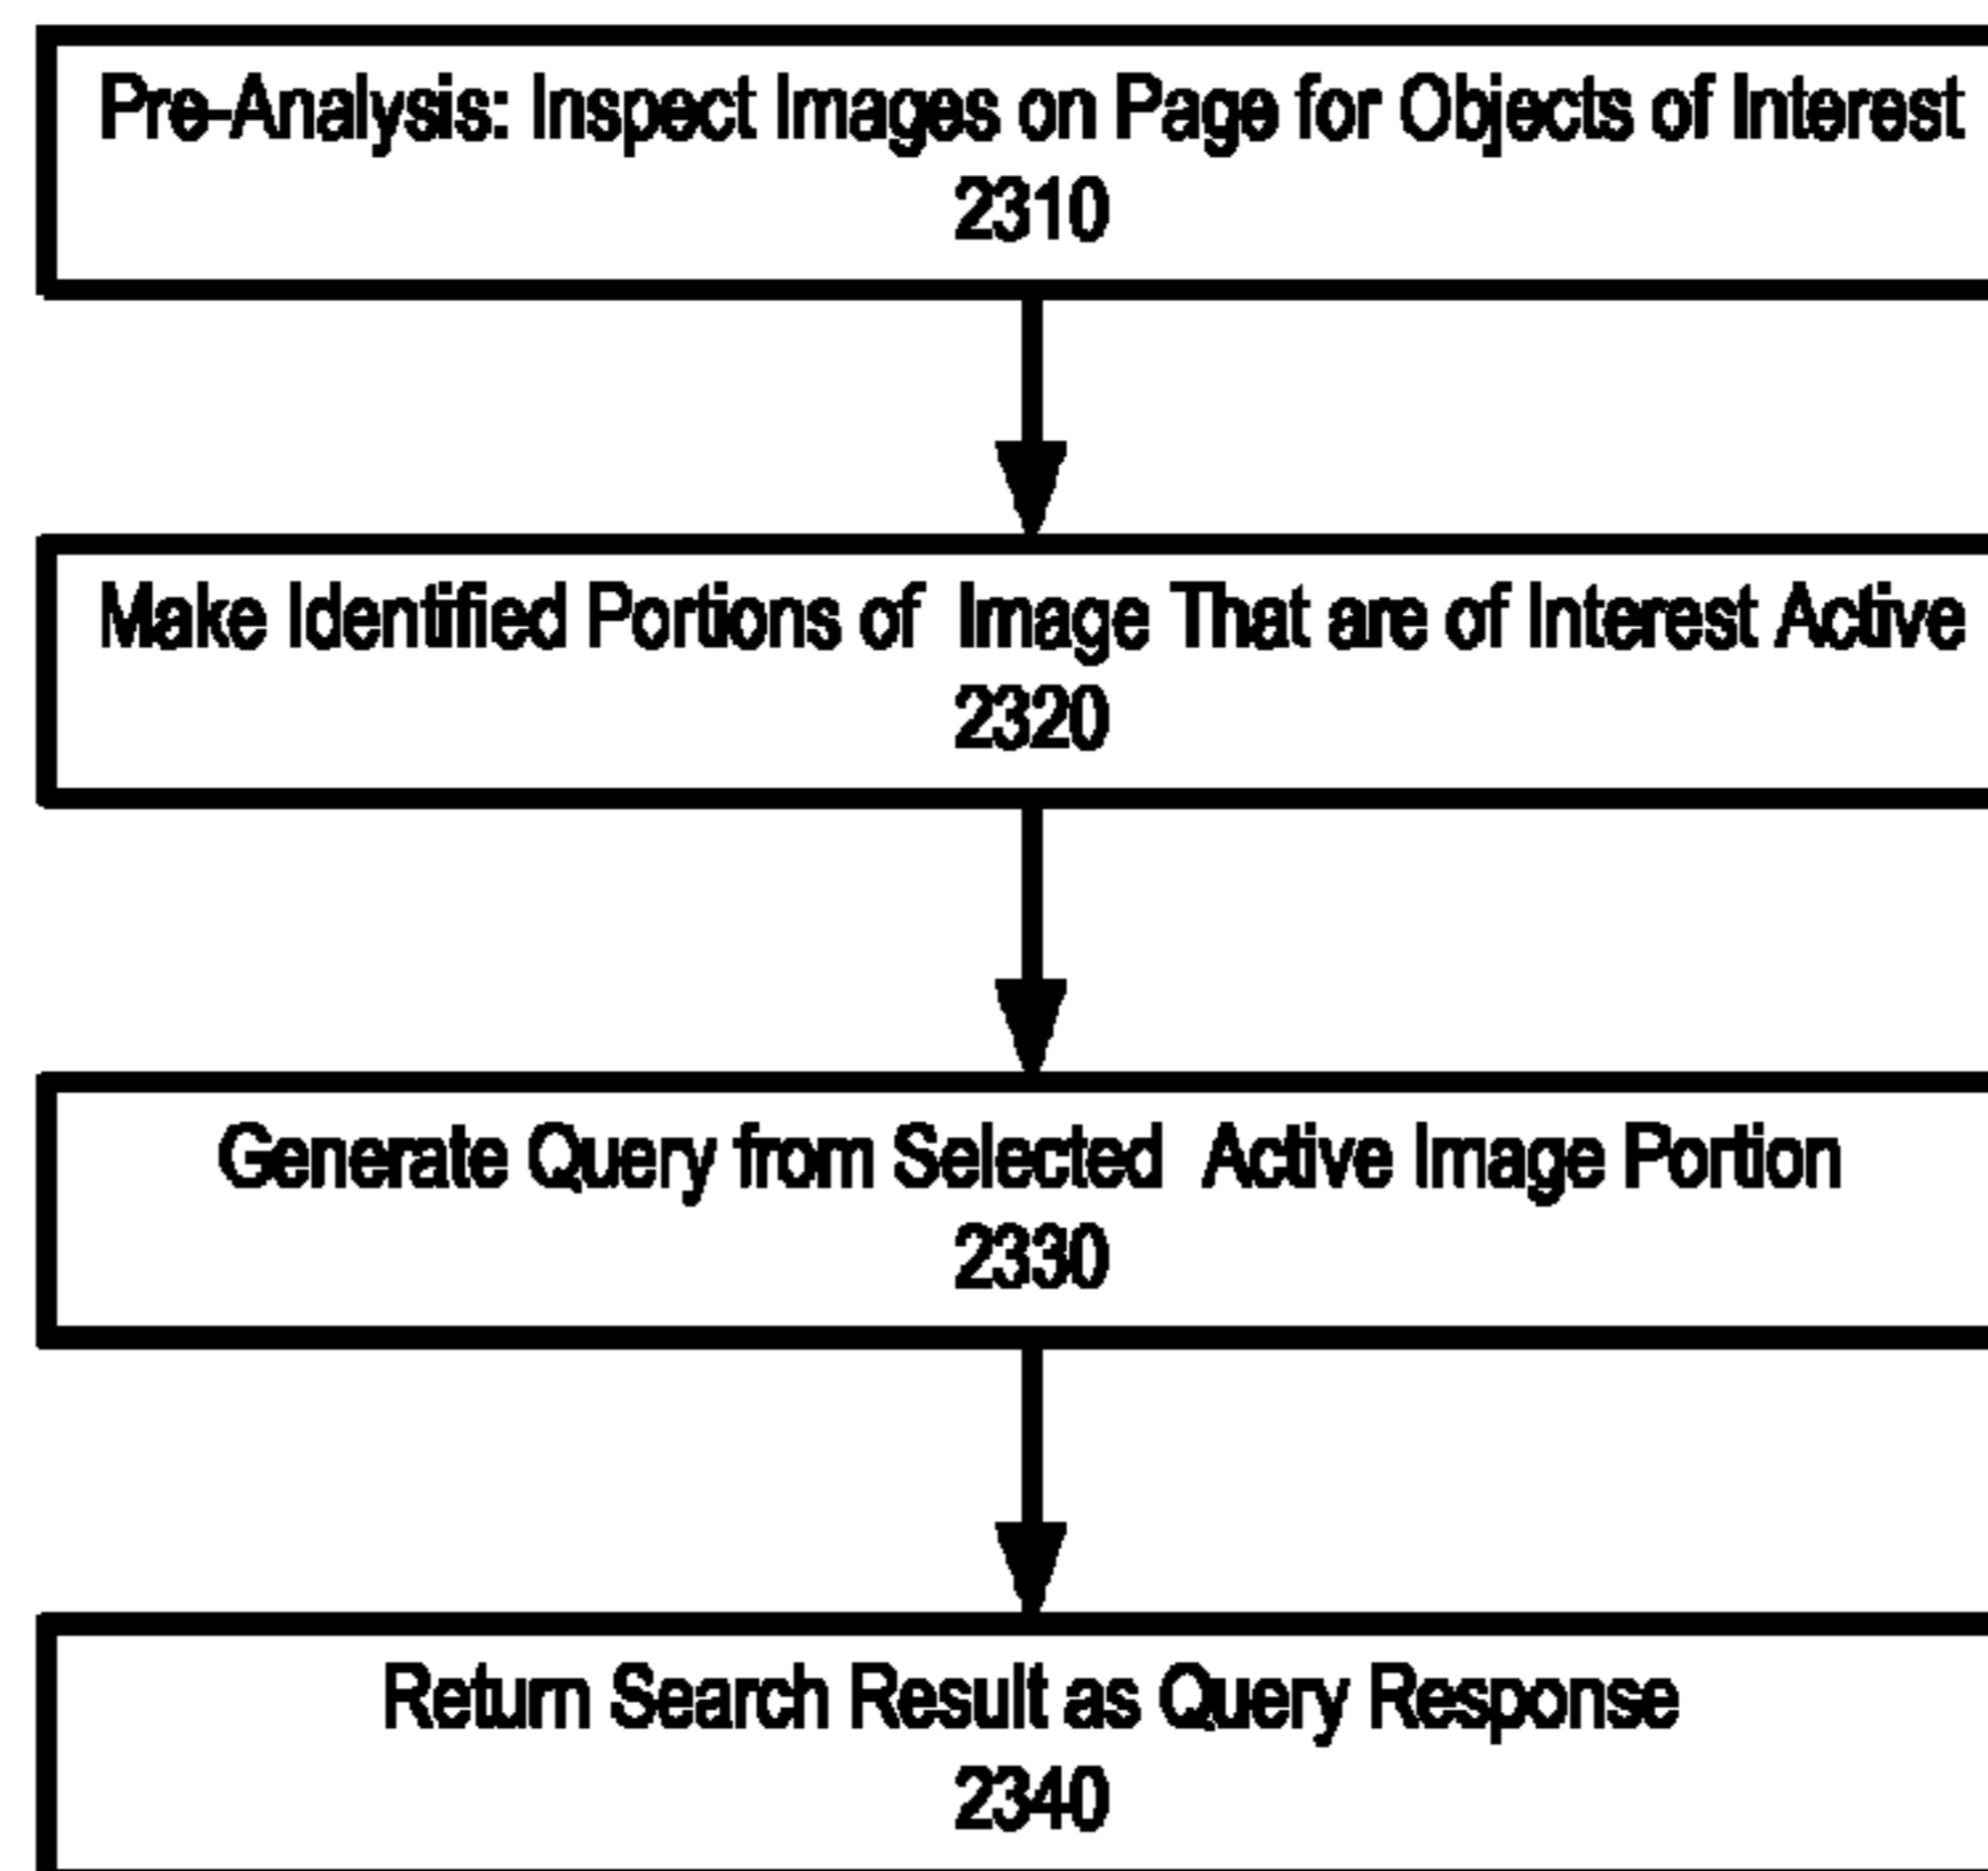 Pre-Analysis: Inspect Images on Page for Objects of Interest
2310
Make Identified Portions of Image That are of Interest Active
2320
Generate Query from Selected Active Image Portion
2330
Return Search Result as Query Response
2340